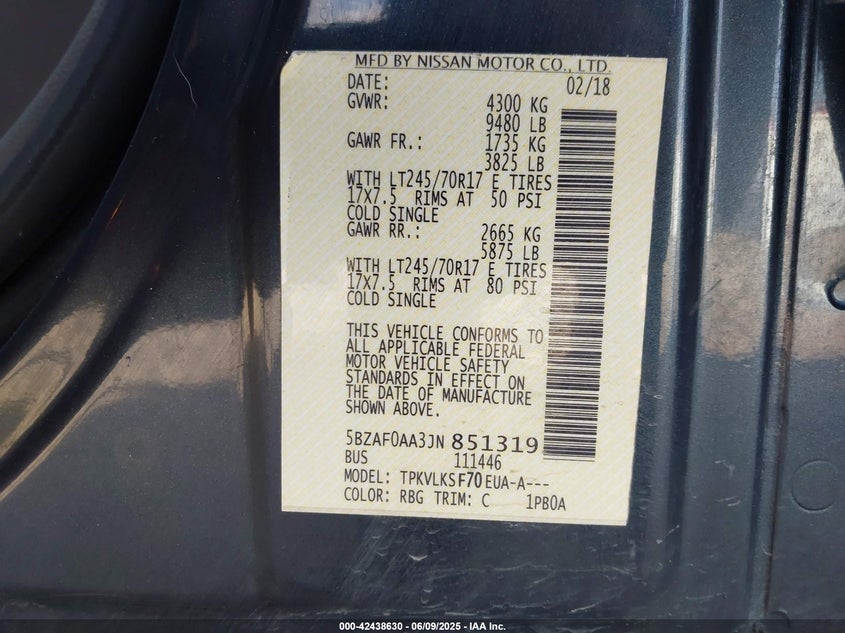 MFD BY NISSAN MOTOR CO., LTD.
DATE: 02/18
GVWR: 4300 KG
9480 LB
GAWR FR.: 1735 KG
3825 LB
WITH LT245/70R17 E TIRES
17X7.5 RIMS AT 50 PSI
COLD SINGLE
GAWR RR.: 2665 KG
5875 LB
WITH LT245/70R17 E TIRES
17X7.5 RIMS AT 80 PSI
COLD SINGLE
THIS VEHICLE CONFORMS TO
ALL APPLICABLE FEDERAL
MOTOR VEHICLE SAFETY
STANDARDS IN EFFECT ON
THE DATE OF MANUFACTURE
SHOWN ABOVE.
5BZAF0AA3JN 851319
BUS 111446
MODEL: TPKVLKSF70EUA-A---
COLOR: RBG TRIM: C 1PB0A
000-42438630 - 06/09/2025 - IAA Inc.